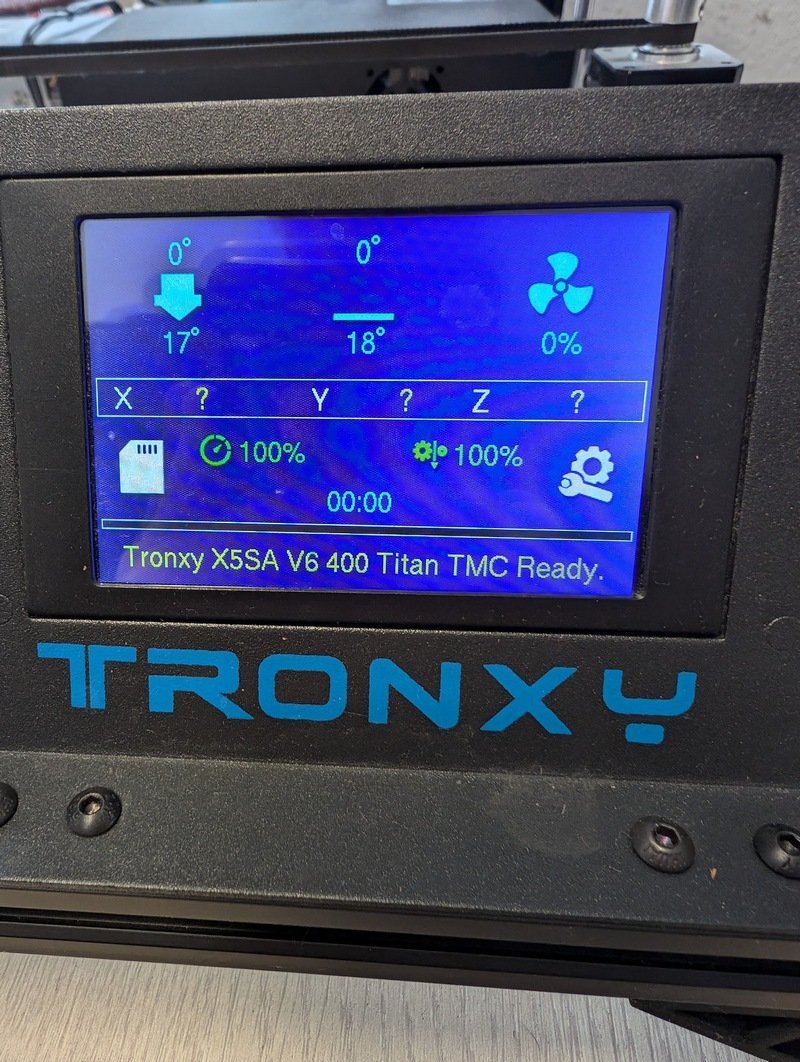 0° 0°
17° 18° 0%
X ? Y ? Z ?
100% 100%
00:00
Tronxy X5SA V6 400 Titan TMC Ready.
TRONXY